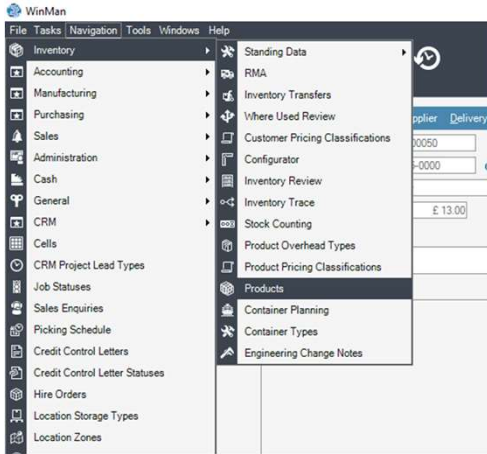 WinMan
File Tasks Navigation Tools Windows Help
Inventory
Accounting
Manufacturing
Purchasing
Sales
Administration
Cash
General
CRM
Cells
CRM Project Lead Types
Job Statuses
Sales Enquiries
Picking Schedule
Credit Control Letters
Credit Control Letter Statuses
Hire Orders
Location Storage Types
Location Zones
Standing Data
RMA
Inventory Transfers
Where Used Review
Customer Pricing Classifications
Configurator
Inventory Review
Inventory Trace
Stock Counting
Product Overhead Types
Product Pricing Classifications
Products
Container Planning
Container Types
Engineering Change Notes
pplier Delivery
00050
-0000
£ 13.00